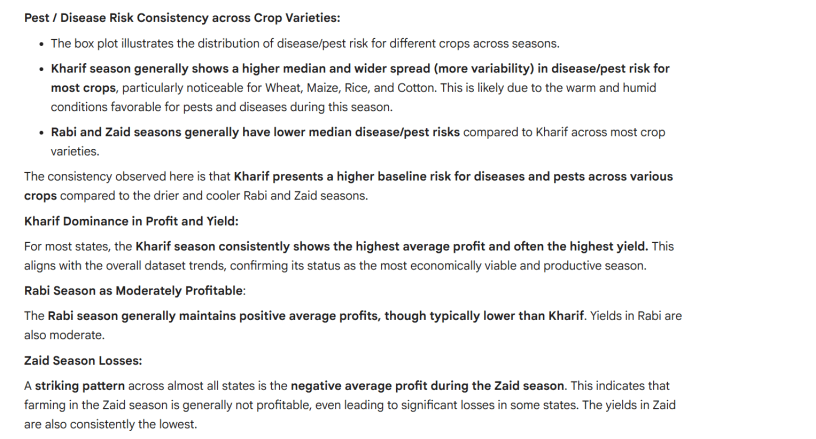 Pest / Disease Risk Consistency across Crop Varieties:
• The box plot illustrates the distribution of disease/pest risk for different crops across seasons.
• Kharif season generally shows a higher median and wider spread (more variability) in disease/pest risk for
most crops, particularly noticeable for Wheat, Maize, Rice, and Cotton. This is likely due to the warm and humid
conditions favorable for pests and diseases during this season.
• Rabi and Zaid seasons generally have lower median disease/pest risks compared to Kharif across most crop
varieties.
The consistency observed here is that Kharif presents a higher baseline risk for diseases and pests across various
crops compared to the drier and cooler Rabi and Zaid seasons.
Kharif Dominance in Profit and Yield:
For most states, the Kharif season consistently shows the highest average profit and often the highest yield. This
aligns with the overall dataset trends, confirming its status as the most economically viable and productive season.
Rabi Season as Moderately Profitable:
The Rabi season generally maintains positive average profits, though typically lower than Kharif. Yields in Rabi are
also moderate.
Zaid Season Losses:
A striking pattern across almost all states is the negative average profit during the Zaid season. This indicates that
farming in the Zaid season is generally not profitable, even leading to significant losses in some states. The yields in Zaid
are also consistently the lowest.